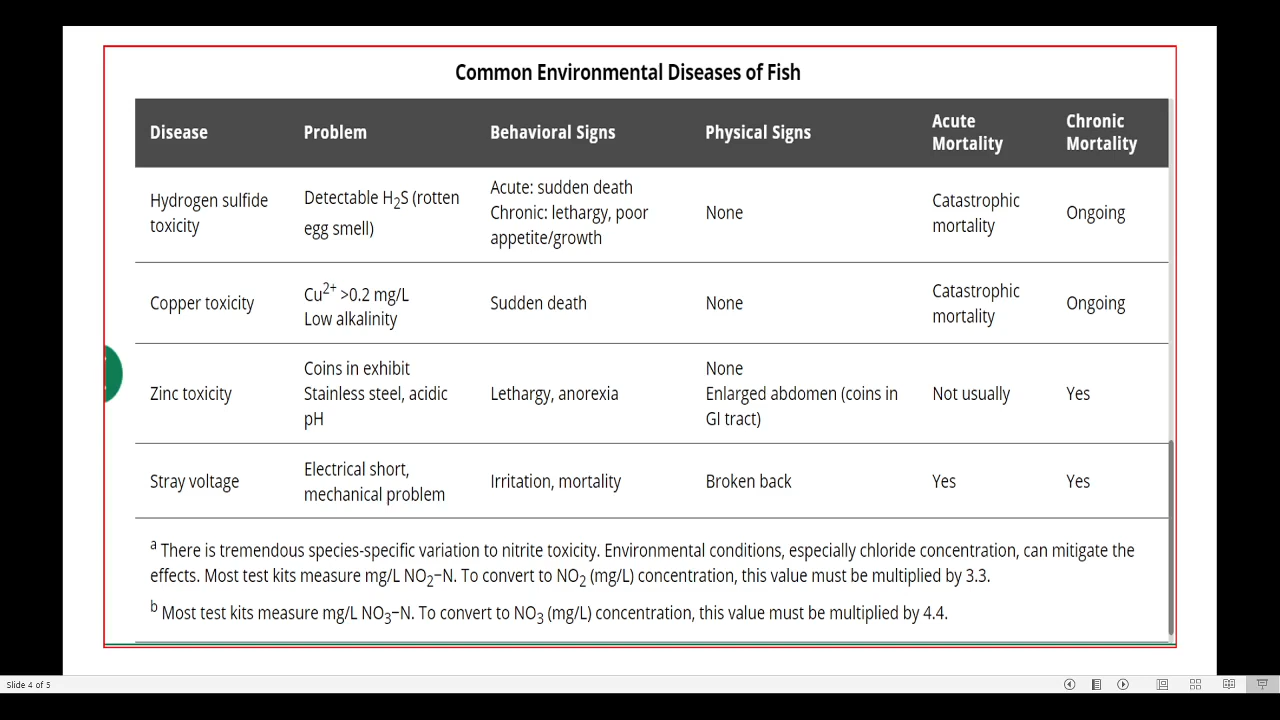 Common Environmental Diseases of Fish
Disease Problem Behavioral Signs Physical Signs Acute Mortality Chronic Mortality
Hydrogen sulfide toxicity
Detectable H₂S (rotten egg smell)
Acute: sudden death
Chronic: lethargy, poor appetite/growth
None
Catastrophic mortality
Ongoing
Copper toxicity
Cu²⁺ >0.2 mg/L
Low alkalinity
Sudden death
None
Catastrophic mortality
Ongoing
Zinc toxicity
Coins in exhibit
Stainless steel, acidic pH
Lethargy, anorexia
None
Enlarged abdomen (coins in GI tract)
Not usually
Yes
Stray voltage
Electrical short, mechanical problem
Irritation, mortality
Broken back
Yes
Yes
ᵃ There is tremendous species-specific variation to nitrite toxicity. Environmental conditions, especially chloride concentration, can mitigate the
effects. Most test kits measure mg/L NO₂−N. To convert to NO₂ (mg/L) concentration, this value must be multiplied by 3.3.
ᵇ Most test kits measure mg/L NO₃−N. To convert to NO₃ (mg/L) concentration, this value must be multiplied by 4.4.
Slide 4 of 5